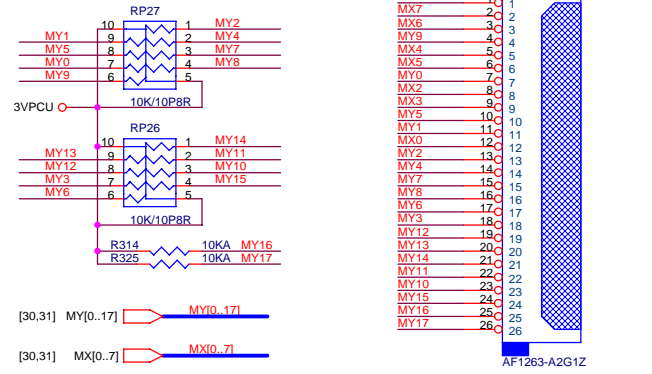 RP27
10 1 MY2
MY1 9 2 MY4
MY5 8 3 MY7
MY0 7 4 MY8
MY9 6 5
3VPCU
10K/10P8R
RP26
10 1 MY14
MY13 9 2 MY11
MY12 8 3 MY10
MY3 7 4 MY15
MY6 6 5
10K/10P8R
R314 10KA MY16
R325 10KA MY17
[30,31] MY[0..17] MY[0..17]
[30,31] MX[0..7] MX[0..7]
1
MX7 2 2
MX6 3 3
MY9 4 4
MX4 5 5
MX5 6 6
MY0 7 7
MX2 8 8
MX3 9 9
MY5 10 10
MY1 11 11
MX0 12 12
MY2 13 13
MY4 14 14
MY7 15 15
MY8 16 16
MY6 17 17
MY3 18 18
MY12 19 19
MY13 20 20
MY14 21 21
MY11 22 22
MY10 23 23
MY15 24 24
MY16 25 25
MY17 26 26
AF1263-A2G1Z